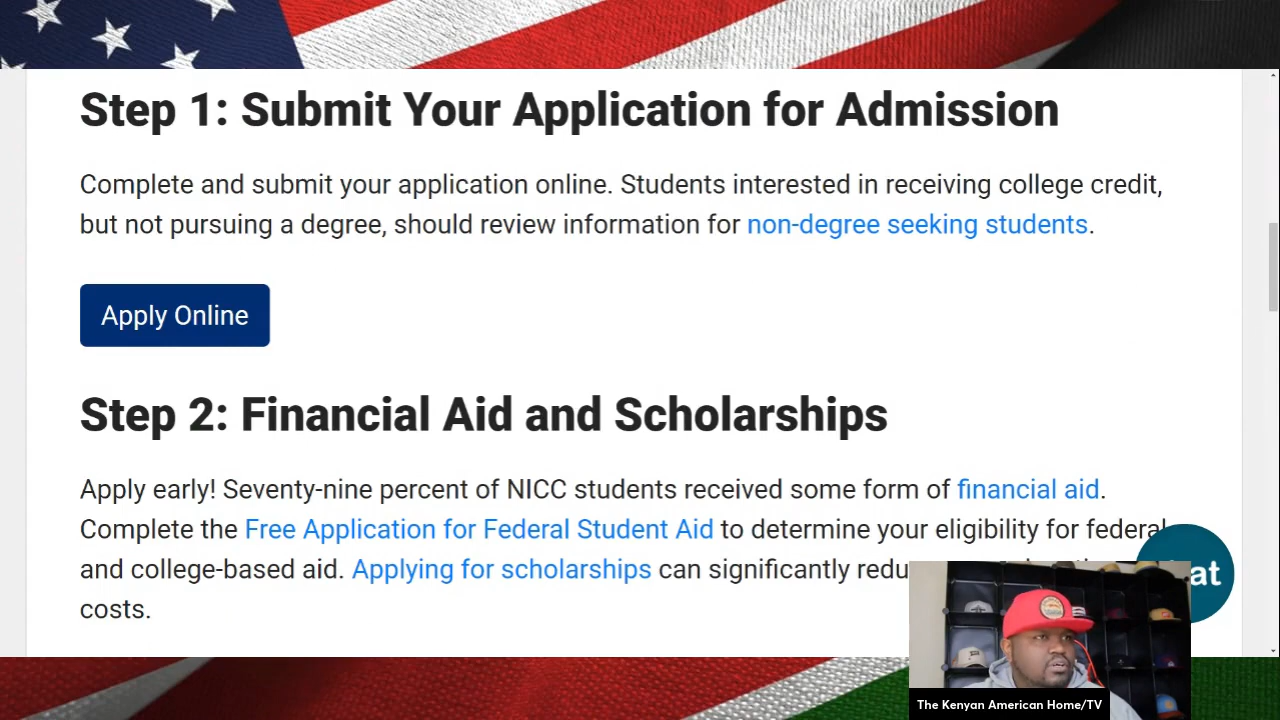 Step 1: Submit Your Application for Admission
Complete and submit your application online. Students interested in receiving college credit,
but not pursuing a degree, should review information for non-degree seeking students.
Apply Online
Step 2: Financial Aid and Scholarships
Apply early! Seventy-nine percent of NICC students received some form of financial aid.
Complete the Free Application for Federal Student Aid to determine your eligibility for federal
and college-based aid. Applying for scholarships can significantly
costs.
The Kenyan American Home/TV